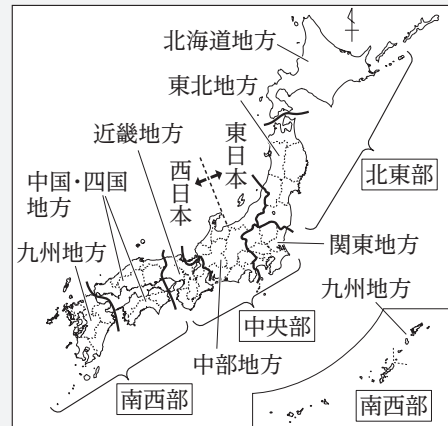 北海道地方
東北地方
近畿地方
東日本
西日本
中国・四国
地方
九州地方
北東部
関東地方
九州地方
中央部
中部地方
南西部
南西部